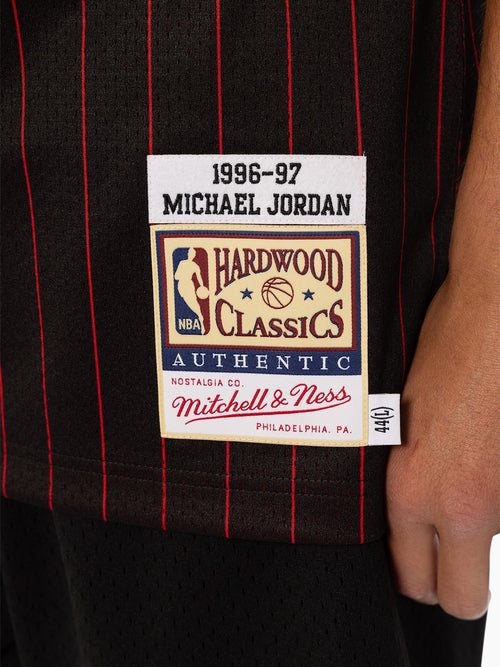 1996-97
MICHAEL JORDAN
NBA
HARDWOOD
CLASSICS
AUTHENTIC
NOSTALGIA CO.
Mitchell & Ness
PHILADELPHIA. PA.
44(L)